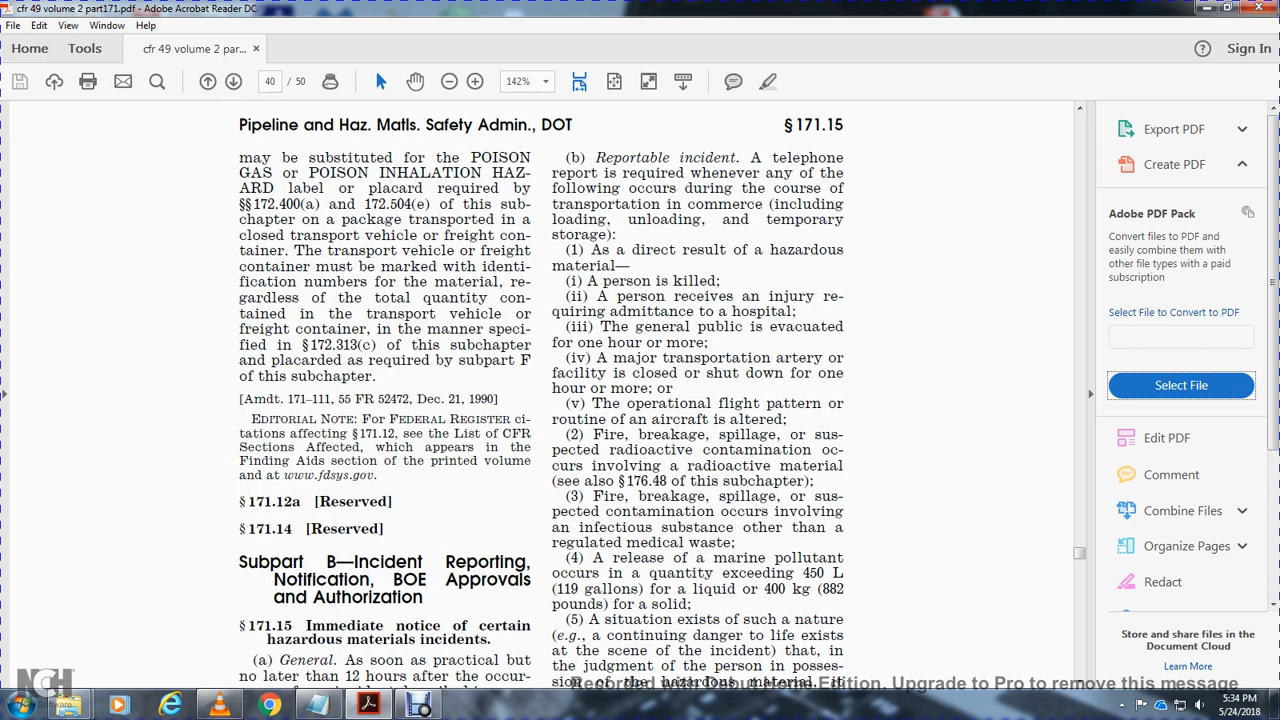 cfr 49 volume 2 part171.pdf - Adobe Acrobat Reader DC
File Edit View Window Help
Home Tools cfr 49 volume 2 par... × Sign In
40 / 50 142%
Pipeline and Haz. Matls. Safety Admin., DOT § 171.15
may be substituted for the POISON
GAS or POISON INHALATION HAZ-
ARD label or placard required by
§§ 172.400(a) and 172.504(e) of this sub-
chapter on a package transported in a
closed transport vehicle or freight con-
tainer. The transport vehicle or freight
container must be marked with identi-
fication numbers for the material, re-
gardless of the total quantity con-
tained in the transport vehicle or
freight container, in the manner speci-
fied in § 172.313(c) of this subchapter
and placarded as required by subpart F
of this subchapter.
[Amdt. 171–111, 55 FR 52472, Dec. 21, 1990]
EDITORIAL NOTE: For FEDERAL REGISTER ci-
tations affecting § 171.12, see the List of CFR
Sections Affected, which appears in the
Finding Aids section of the printed volume
and at www.fdsys.gov.
§ 171.12a [Reserved]
§ 171.14 [Reserved]
Subpart B—Incident Reporting,
Notification, BOE Approvals
and Authorization
§ 171.15 Immediate notice of certain
hazardous materials incidents.
(a) General. As soon as practical but
no later than 12 hours after the occur-
(b) Reportable incident. A telephone
report is required whenever any of the
following occurs during the course of
transportation in commerce (including
loading, unloading, and temporary
storage):
(1) As a direct result of a hazardous
material—
(i) A person is killed;
(ii) A person receives an injury re-
quiring admittance to a hospital;
(iii) The general public is evacuated
for one hour or more;
(iv) A major transportation artery or
facility is closed or shut down for one
hour or more; or
(v) The operational flight pattern or
routine of an aircraft is altered;
(2) Fire, breakage, spillage, or sus-
pected radioactive contamination oc-
curs involving a radioactive material
(see also § 176.48 of this subchapter);
(3) Fire, breakage, spillage, or sus-
pected contamination occurs involving
an infectious substance other than a
regulated medical waste;
(4) A release of a marine pollutant
occurs in a quantity exceeding 450 L
(119 gallons) for a liquid or 400 kg (882
pounds) for a solid;
(5) A situation exists of such a nature
(e.g., a continuing danger to life exists
at the scene of the incident) that, in
the judgment of the person in posses-
sion of the hazardous material, it
Export PDF
Create PDF
Adobe PDF Pack
Convert files to PDF and
easily combine them with
other file types with a paid
subscription
Select File to Convert to PDF
Select File
Edit PDF
Comment
Combine Files
Organize Pages
Redact
Store and share files in the
Document Cloud
Learn More
NCH
Software
Edition. Upgrade to Pro to remove this message
5:34 PM
5/24/2018